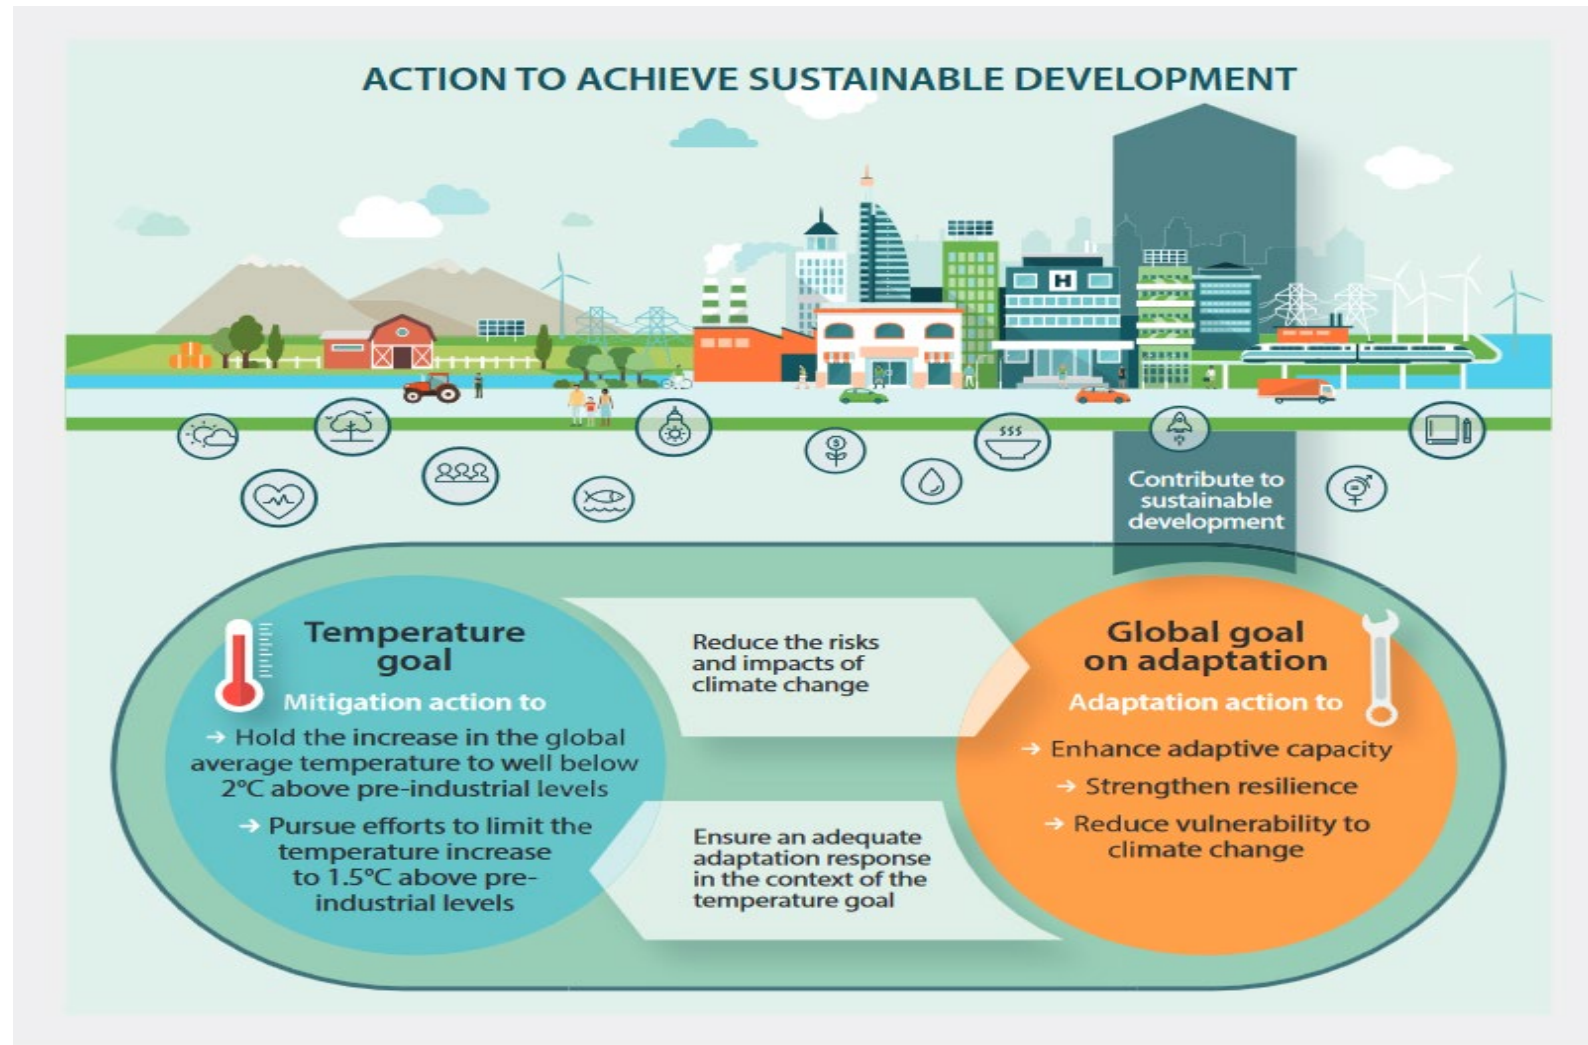 ACTION TO ACHIEVE SUSTAINABLE DEVELOPMENT
H
$
$$$
Contribute to
sustainable
development
Temperature
goal
Mitigation action to
→ Hold the increase in the global
average temperature to well below
2°C above pre-industrial levels
→ Pursue efforts to limit the
temperature increase
to 1.5°C above pre-
industrial levels
Reduce the risks
and impacts of
climate change
Ensure an adequate
adaptation response
in the context of the
temperature goal
Global goal
on adaptation
Adaptation action to
→ Enhance adaptive capacity
→ Strengthen resilience
→ Reduce vulnerability to
climate change